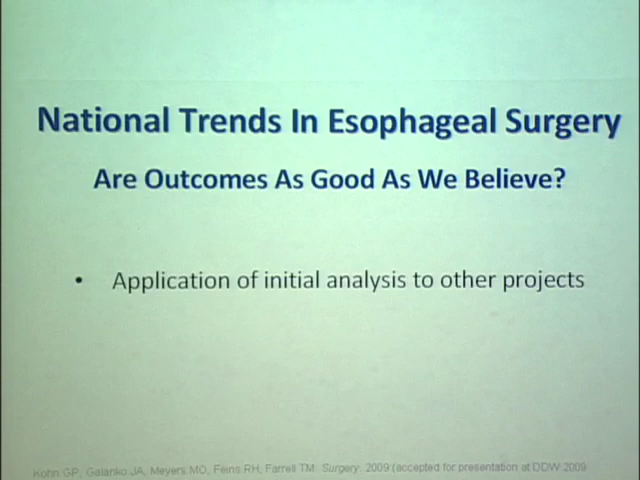 National Trends In Esophageal Surgery
Are Outcomes As Good As We Believe?
• Application of initial analysis to other projects
Kohn GP, Galanko JA, Meyers MO, Feins RH, Farrell TM. Surgery. 2009 (accepted for presentation at DDW 2009